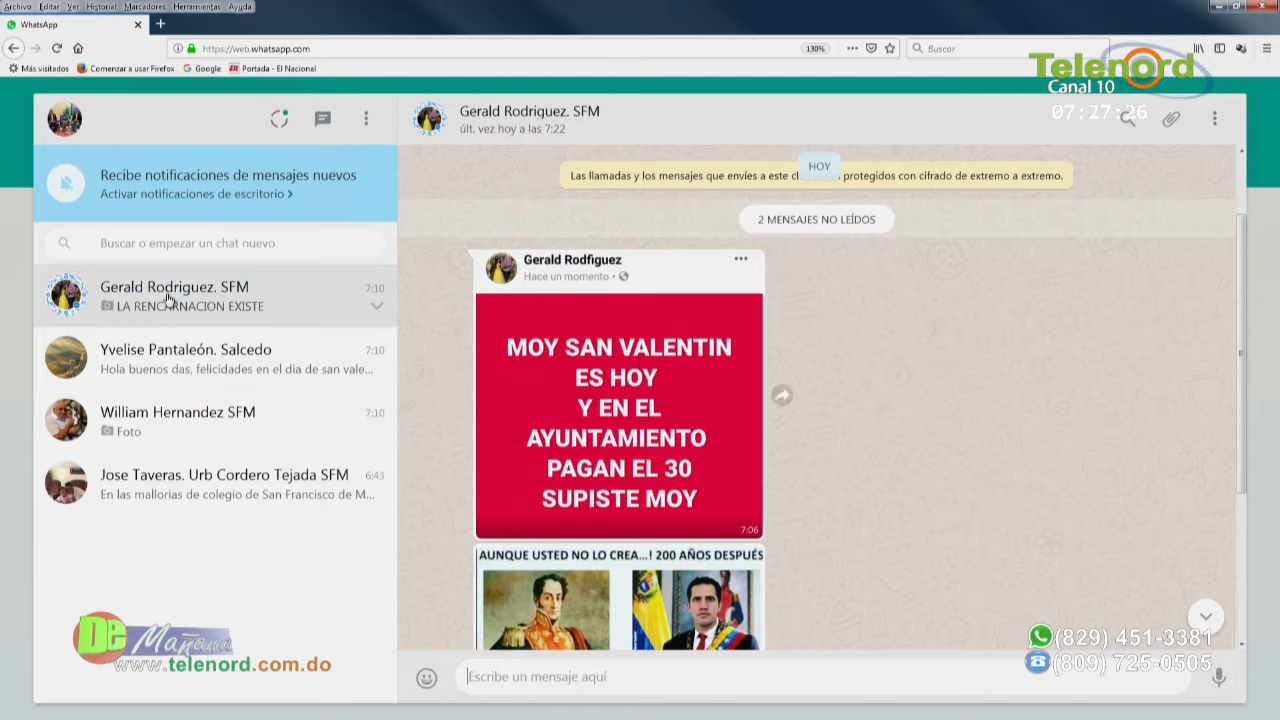 Archivo Editar Ver Historial Marcadores Herramientas Ayuda
WhatsApp
https://web.whatsapp.com
130%
Buscar
Más visitados
Comenzar a usar Firefox
Google
Portada - El Nacional
Telenord
Canal 10
07:27:26
Gerald Rodriguez. SFM
últ. vez hoy a las 7:22
Recibe notificaciones de mensajes nuevos
Activar notificaciones de escritorio
Buscar o empezar un chat nuevo
Gerald Rodriguez. SFM
7:10
LA RENCARNACION EXISTE
Yvelise Pantaleón. Salcedo
7:10
Hola buenos das, felicidades en el dia de san vale...
William Hernandez SFM
7:10
Foto
Jose Taveras. Urb Cordero Tejada SFM
6:43
En las mallorias de colegio de San Francisco de M...
HOY
Las llamadas y los mensajes que envíes a este protegidos con cifrado de extremo a extremo.
2 MENSAJES NO LEÍDOS
Gerald Rodfiguez
Hace un momento
MOY SAN VALENTIN
ES HOY
Y EN EL
AYUNTAMIENTO
PAGAN EL 30
SUPISTE MOY
7:06
AUNQUE USTED NO LO CREA...! 200 AÑOS DESPUÉS
Escribe un mensaje aquí
De Mañana
www.telenord.com.do
(829) 451-3381
(809) 725-0505